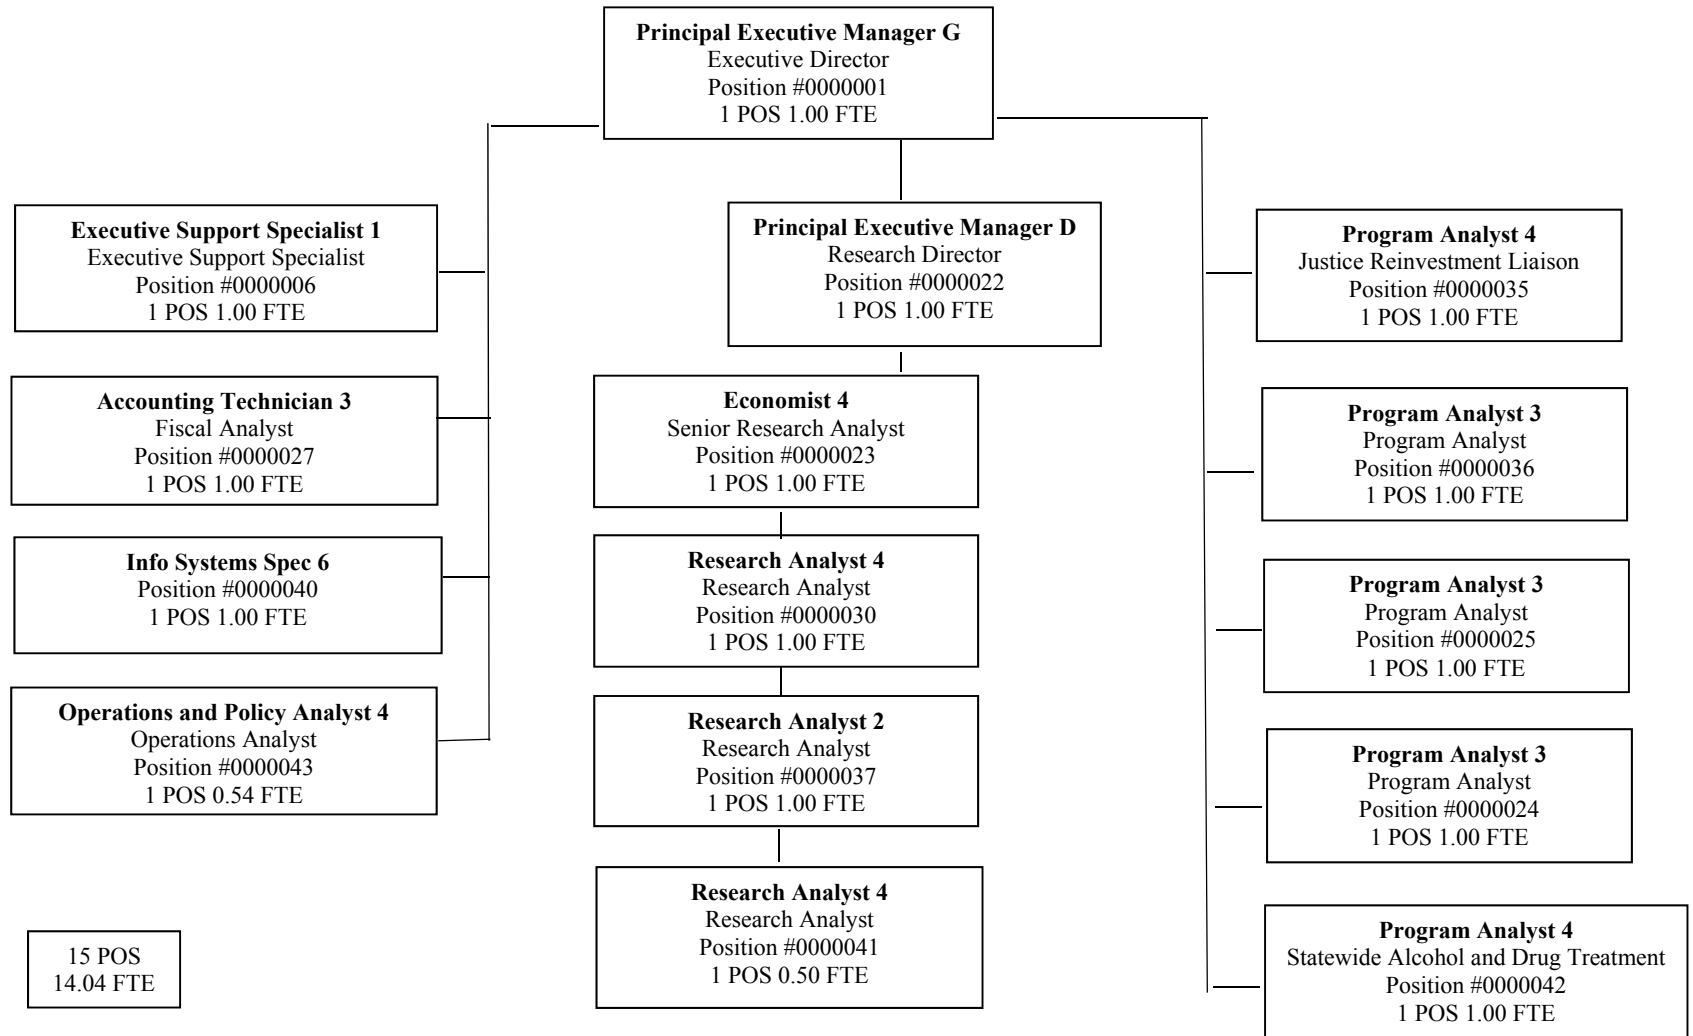 Principal Executive Manager G
Executive Director
Position #0000001
1 POS 1.00 FTE
Executive Support Specialist 1
Executive Support Specialist
Position #0000006
1 POS 1.00 FTE
Accounting Technician 3
Fiscal Analyst
Position #0000027
1 POS 1.00 FTE
Info Systems Spec 6
Position #0000040
1 POS 1.00 FTE
Operations and Policy Analyst 4
Operations Analyst
Position #0000043
1 POS 0.54 FTE
15 POS
14.04 FTE
Principal Executive Manager D
Research Director
Position #0000022
1 POS 1.00 FTE
Economist 4
Senior Research Analyst
Position #0000023
1 POS 1.00 FTE
Research Analyst 4
Research Analyst
Position #0000030
1 POS 1.00 FTE
Research Analyst 2
Research Analyst
Position #0000037
1 POS 1.00 FTE
Research Analyst 4
Research Analyst
Position #0000041
1 POS 0.50 FTE
Program Analyst 4
Justice Reinvestment Liaison
Position #0000035
1 POS 1.00 FTE
Program Analyst 3
Program Analyst
Position #0000036
1 POS 1.00 FTE
Program Analyst 3
Program Analyst
Position #0000025
1 POS 1.00 FTE
Program Analyst 3
Program Analyst
Position #0000024
1 POS 1.00 FTE
Program Analyst 4
Statewide Alcohol and Drug Treatment
Position #0000042
1 POS 1.00 FTE